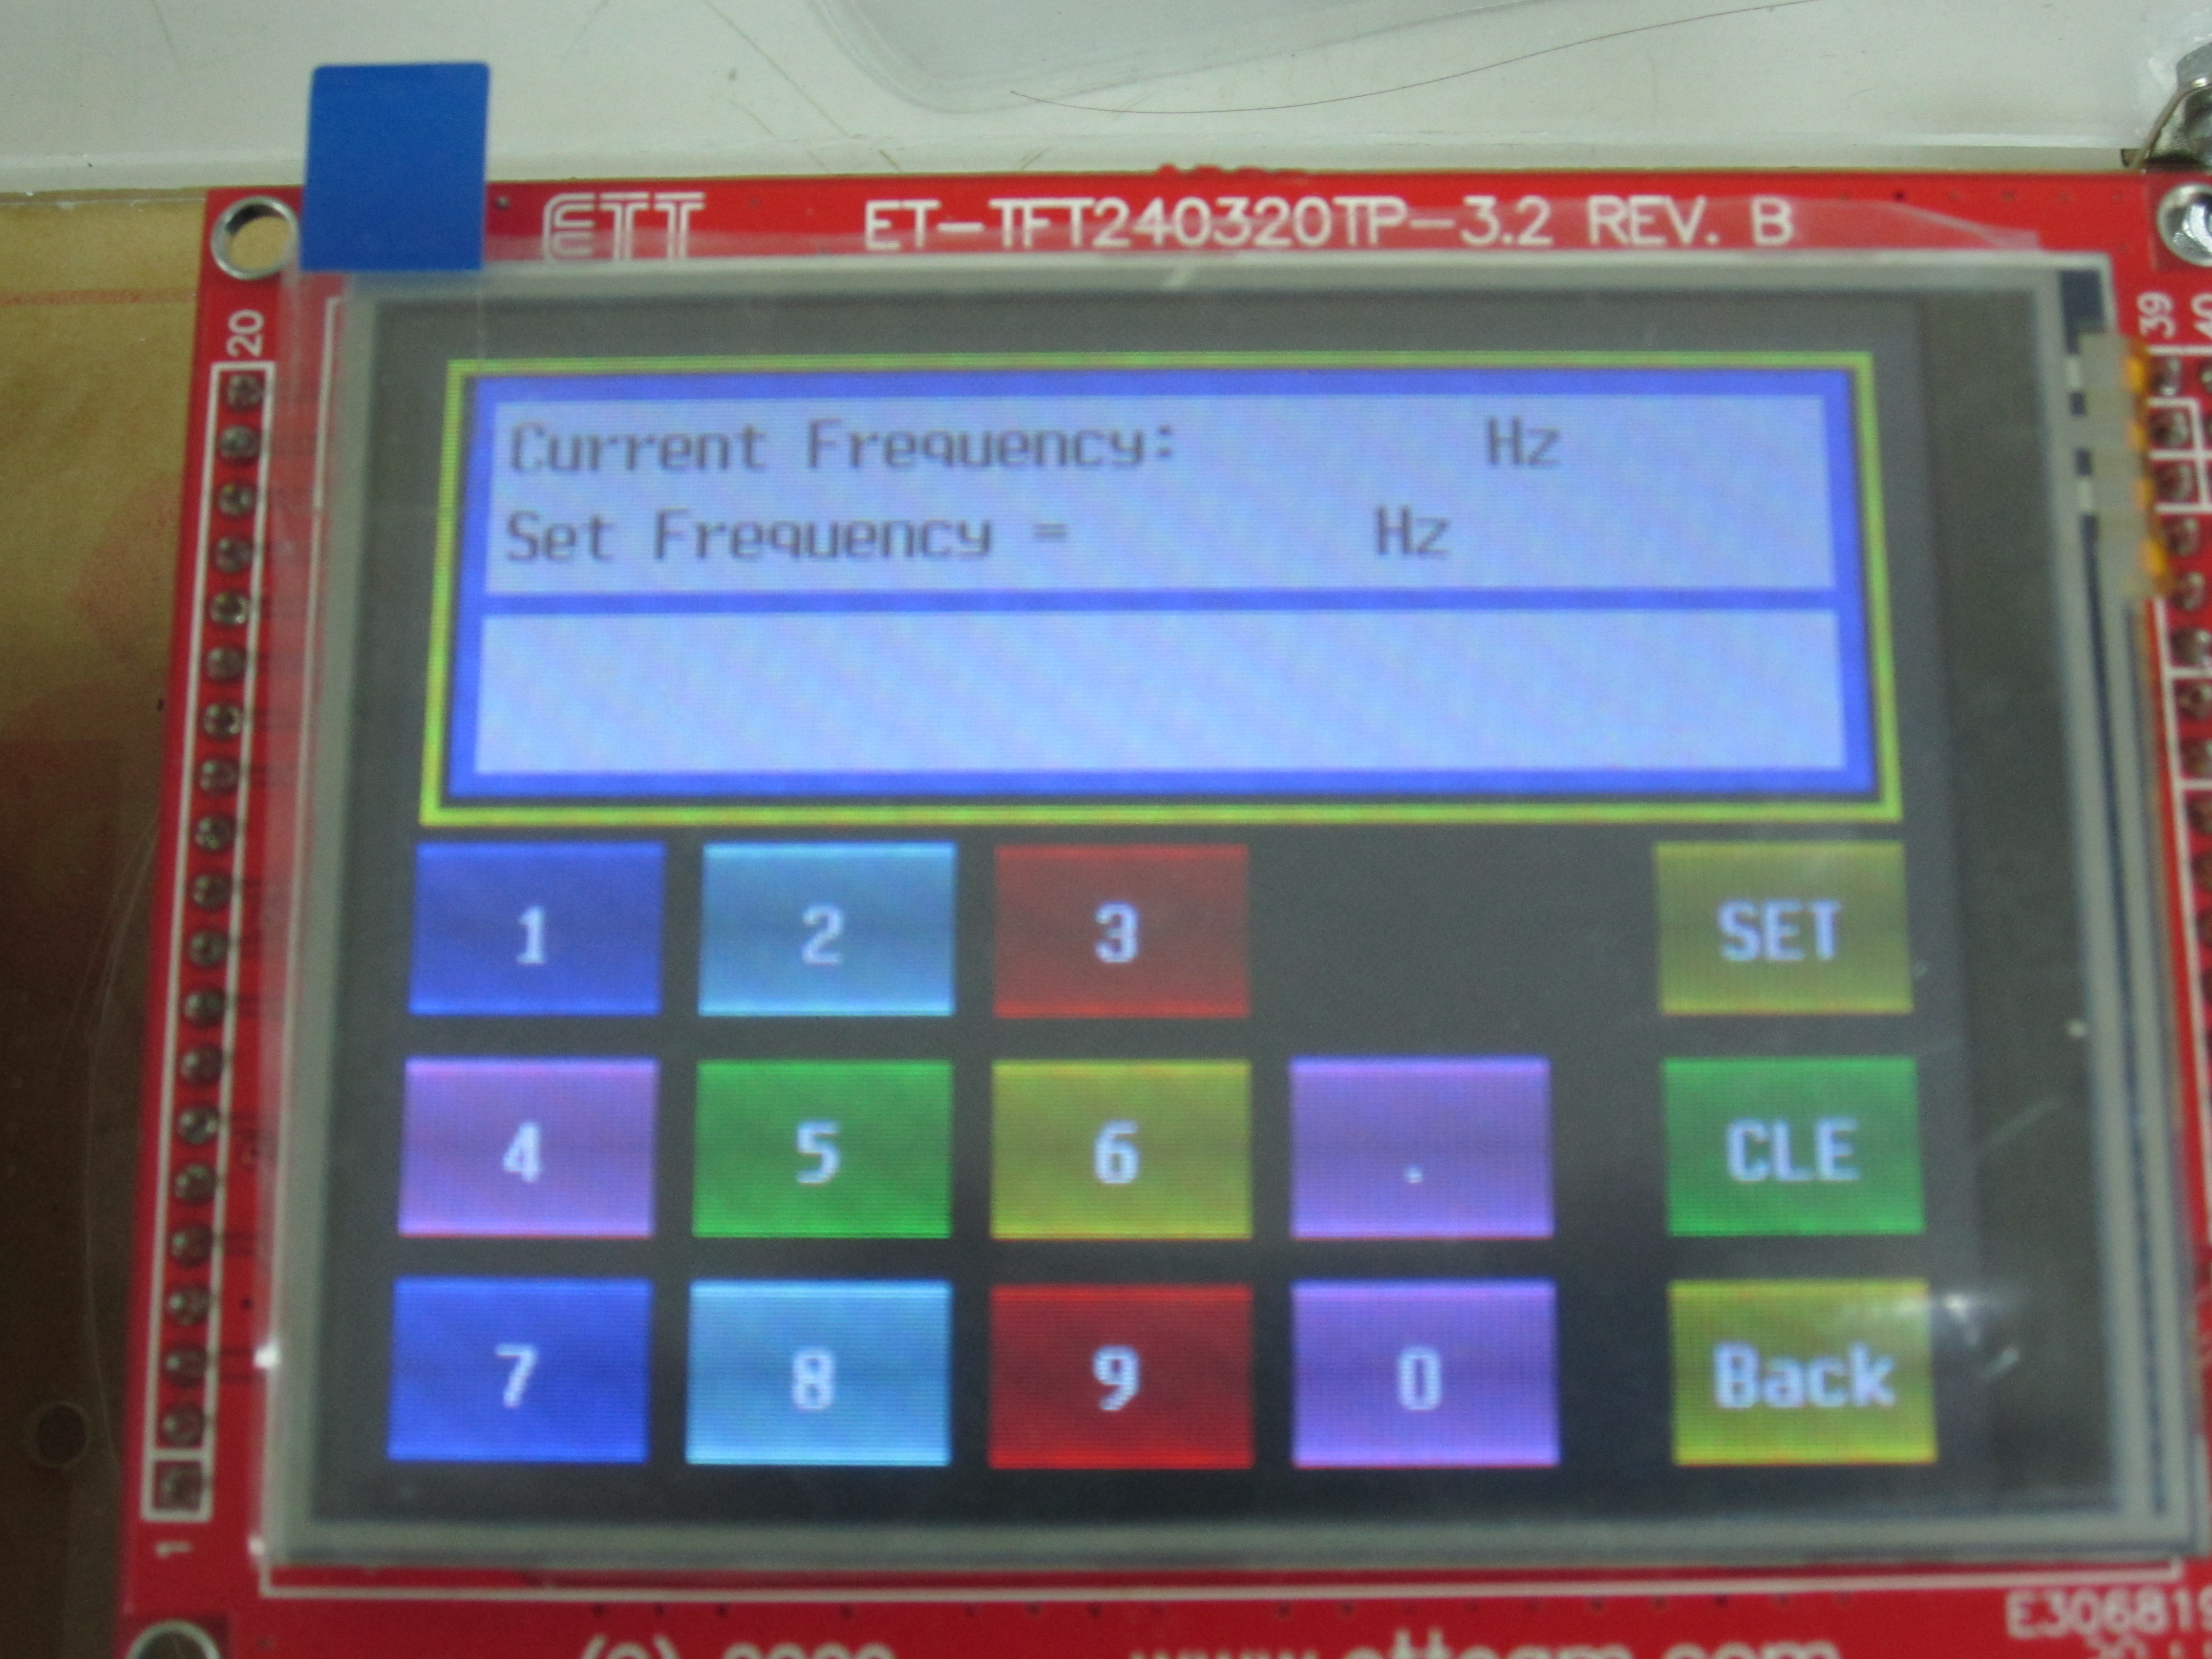 ETT ET-TFT240320TP-3.2 REV. B
20
39
Current Frequency: Hz
Set Frequency = Hz
1 2 3 SET
4 5 6 . CLE
7 8 9 0 Back
1